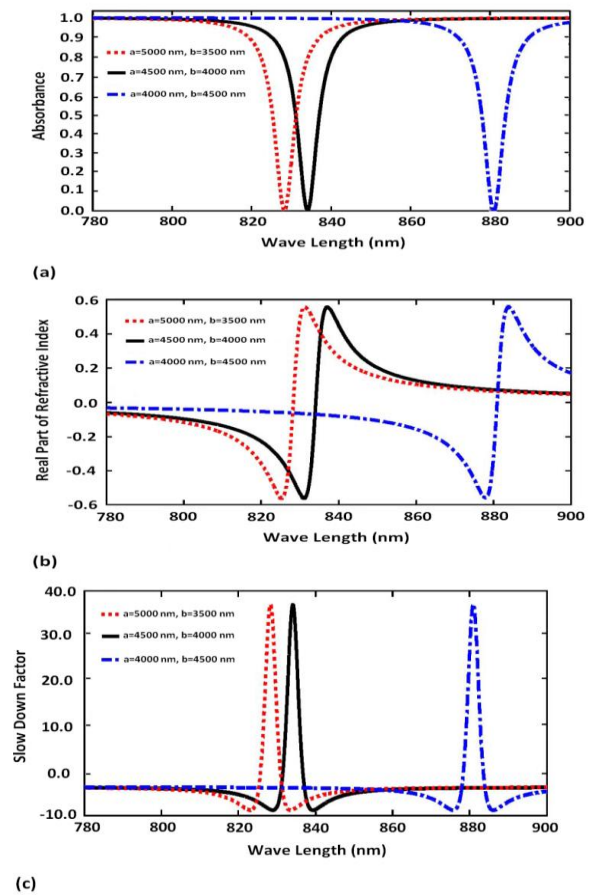 1.0
0.9
0.8
0.7
0.6
0.5
0.4
0.3
0.2
0.1
0.0
Absorbance
a=5000 nm, b=3500 nm
a=4500 nm, b=4000 nm
a=4000 nm, b=4500 nm
780 800 820 840 860 880 900
Wave Length (nm)
(a)
0.6
0.4
0.2
0.0
-0.2
-0.4
-0.6
Real Part of Refractive Index
a=5000 nm, b=3500 nm
a=4500 nm, b=4000 nm
a=4000 nm, b=4500 nm
780 800 820 840 860 880 900
Wave Length (nm)
(b)
40.0
30.0
20.0
10.0
0.0
-10.0
Slow Down Factor
a=5000 nm, b=3500 nm
a=4500 nm, b=4000 nm
a=4000 nm, b=4500 nm
780 800 820 840 860 880 900
Wave Length (nm)
(c)